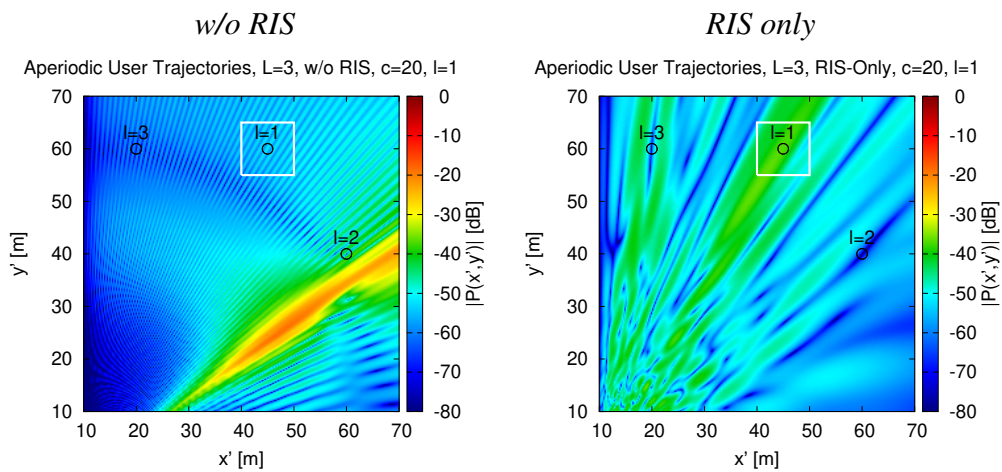 w/o RIS
Aperiodic User Trajectories, L=3, w/o RIS, c=20, l=1
70
60
50
40
30
20
10
y' [m]
10 20 30 40 50 60 70
x' [m]
l=3
l=1
l=2
0
-10
-20
-30
-40
-50
-60
-70
-80
|P(x',y')| [dB]
RIS only
Aperiodic User Trajectories, L=3, RIS-Only, c=20, l=1
70
60
50
40
30
20
10
y' [m]
10 20 30 40 50 60 70
x' [m]
l=3
l=1
l=2
0
-10
-20
-30
-40
-50
-60
-70
-80
|P(x',y')| [dB]